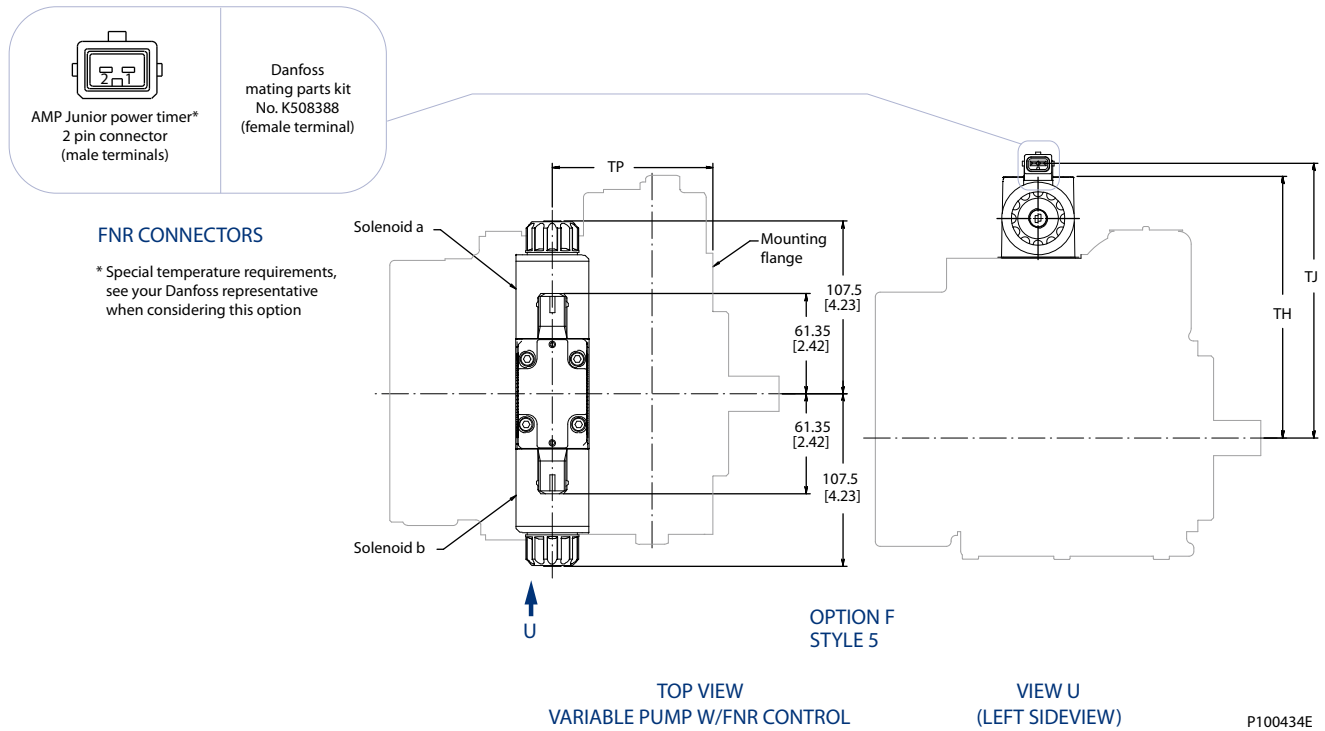 2 1
AMP Junior power timer*
2 pin connector
(male terminals)
Danfoss
mating parts kit
No. K508388
(female terminal)
FNR CONNECTORS
* Special temperature requirements,
see your Danfoss representative
when considering this option
TP
Solenoid a
Mounting
flange
107.5
[4.23]
61.35
[2.42]
61.35
[2.42]
107.5
[4.23]
Solenoid b
U
TJ
TH
OPTION F
STYLE 5
TOP VIEW
VARIABLE PUMP W/FNR CONTROL
VIEW U
(LEFT SIDEVIEW)
P100434E